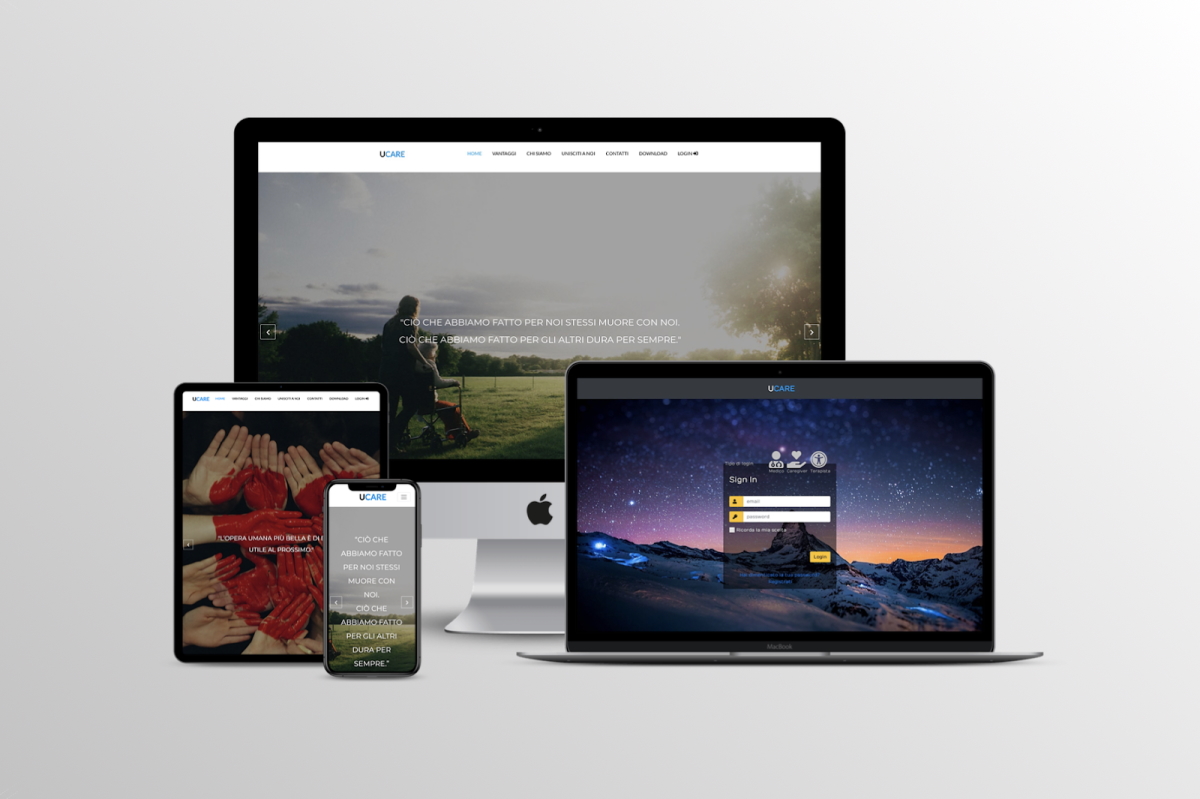 UCARE HOME VANTAGGI CHI SIAMO UNISCITI A NOI CONTATTI DOWNLOAD LOGIN
"CIÒ CHE ABBIAMO FATTO PER NOI STESSI MUORE CON NOI.
CIÒ CHE ABBIAMO FATTO PER GLI ALTRI DURA PER SEMPRE."
UCARE HOME VANTAGGI CHI SIAMO UNISCITI A NOI CONTATTI DOWNLOAD LOGIN
"L'OPERA UMANA PIÙ BELLA È DI
UTILE AL PROSSIMO."
UCARE
"CIÒ CHE
ABBIAMO FATTO
PER NOI STESSI
MUORE CON
NOI.
CIÒ CHE
ABBIAMO FATTO
PER GLI ALTRI
DURA PER
SEMPRE."
UCARE
Tipo di login
Medico Caregiver Terapista
Sign In
email
password
Ricorda la mia scelta
Login
Registrati
MacBook